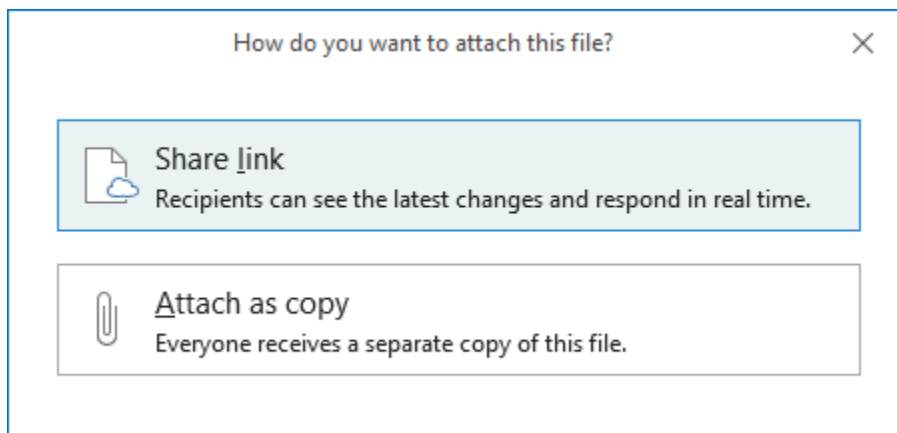 How do you want to attach this file?
Share link
Recipients can see the latest changes and respond in real time.
Attach as copy
Everyone receives a separate copy of this file.